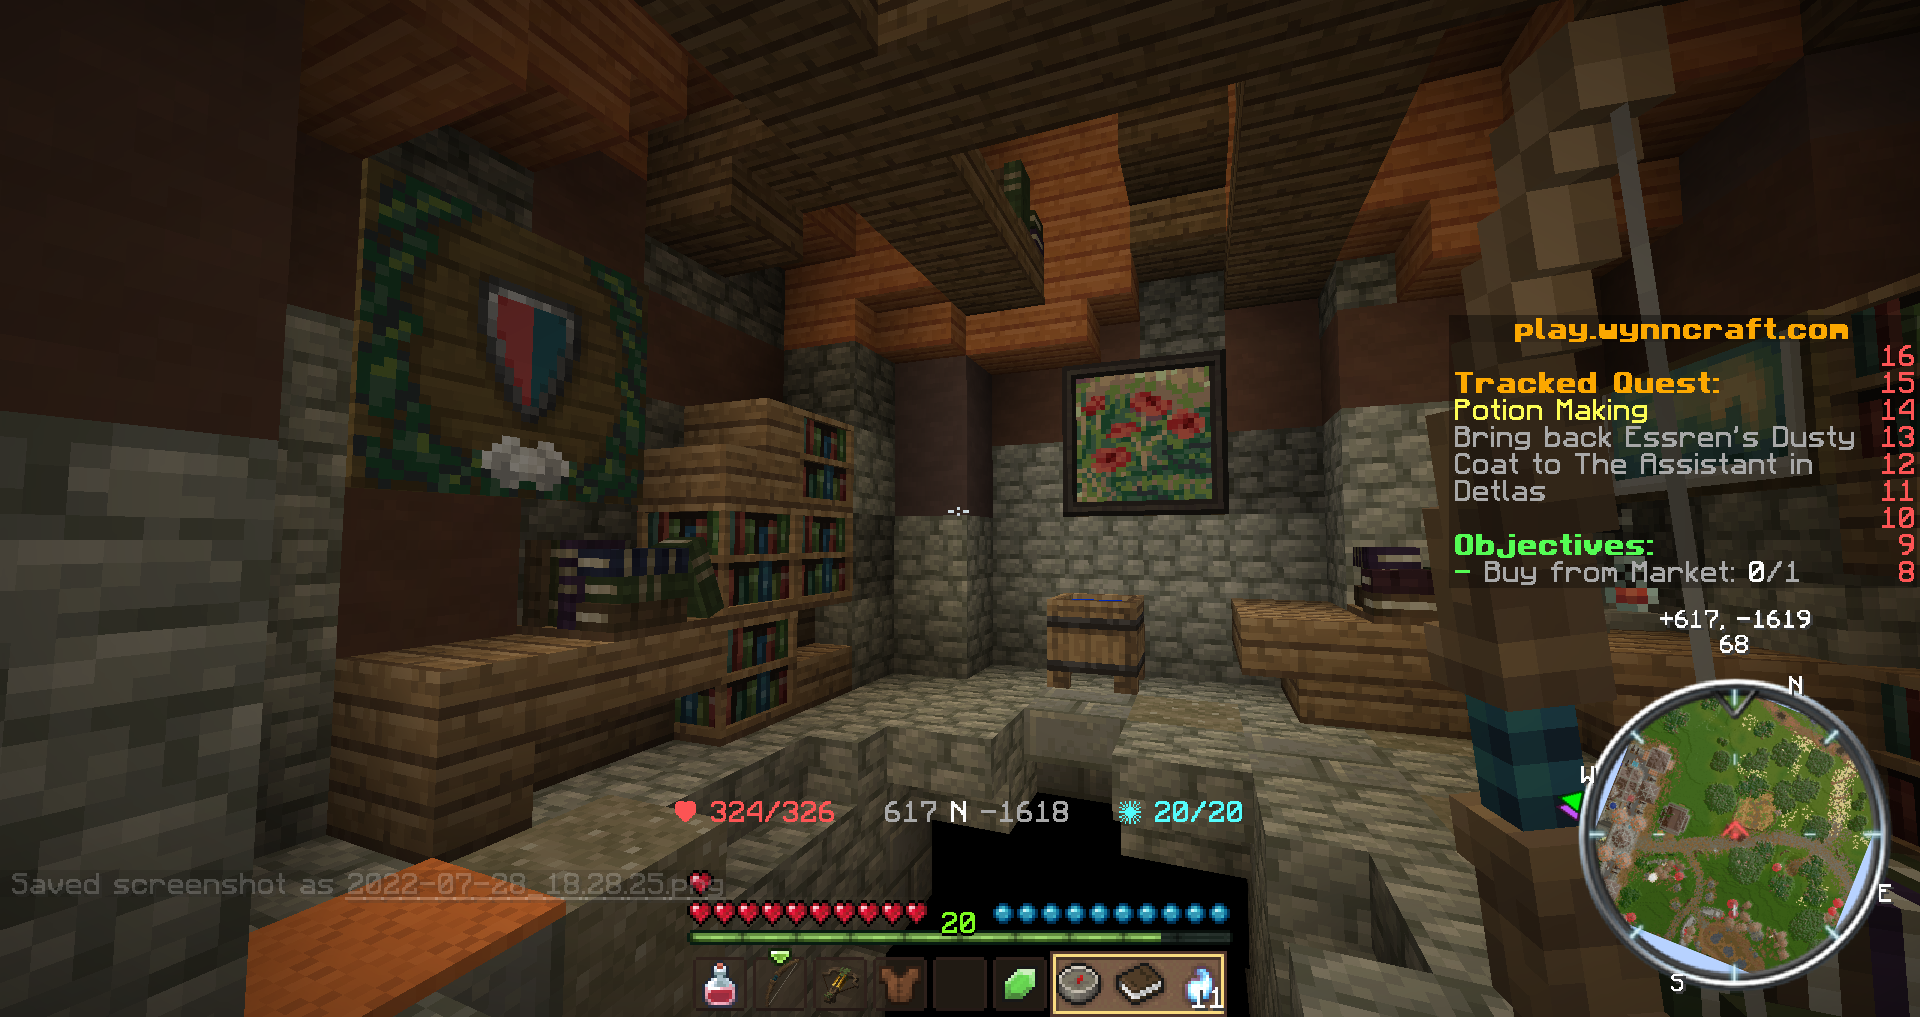 play.wynncraft.com
16
Tracked Quest: 15
Potion Making 14
Bring back Essren's Dusty 13
Coat to The Assistant in 12
Detlas 11
10
Objectives: 9
- Buy from Market: 0/1 8
+617, -1619
68
N
W
E
S
324/326 617 N -1618 20/20
Saved screenshot as 2022-07-28_18.28.25.png
20
11